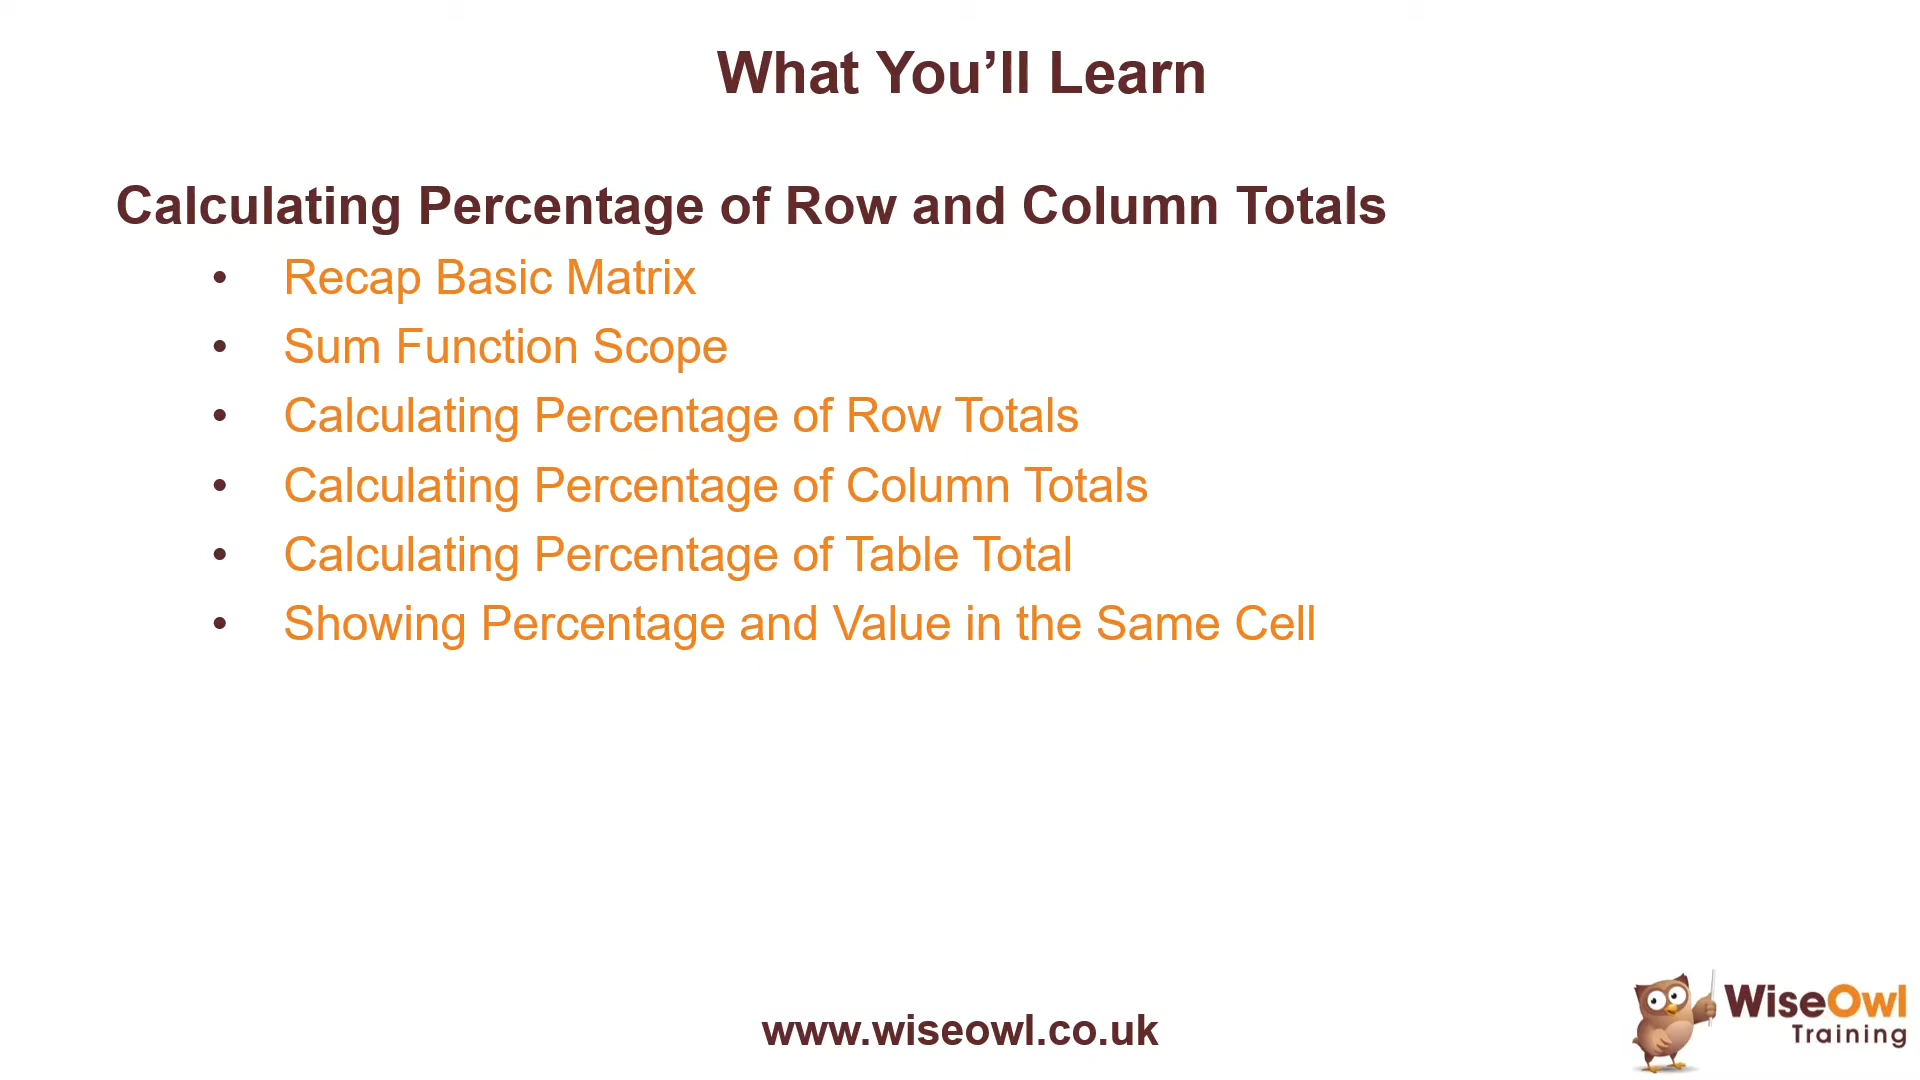 What You’ll Learn
Calculating Percentage of Row and Column Totals
• Recap Basic Matrix
• Sum Function Scope
• Calculating Percentage of Row Totals
• Calculating Percentage of Column Totals
• Calculating Percentage of Table Total
• Showing Percentage and Value in the Same Cell
www.wiseowl.co.uk
WiseOwl
Training